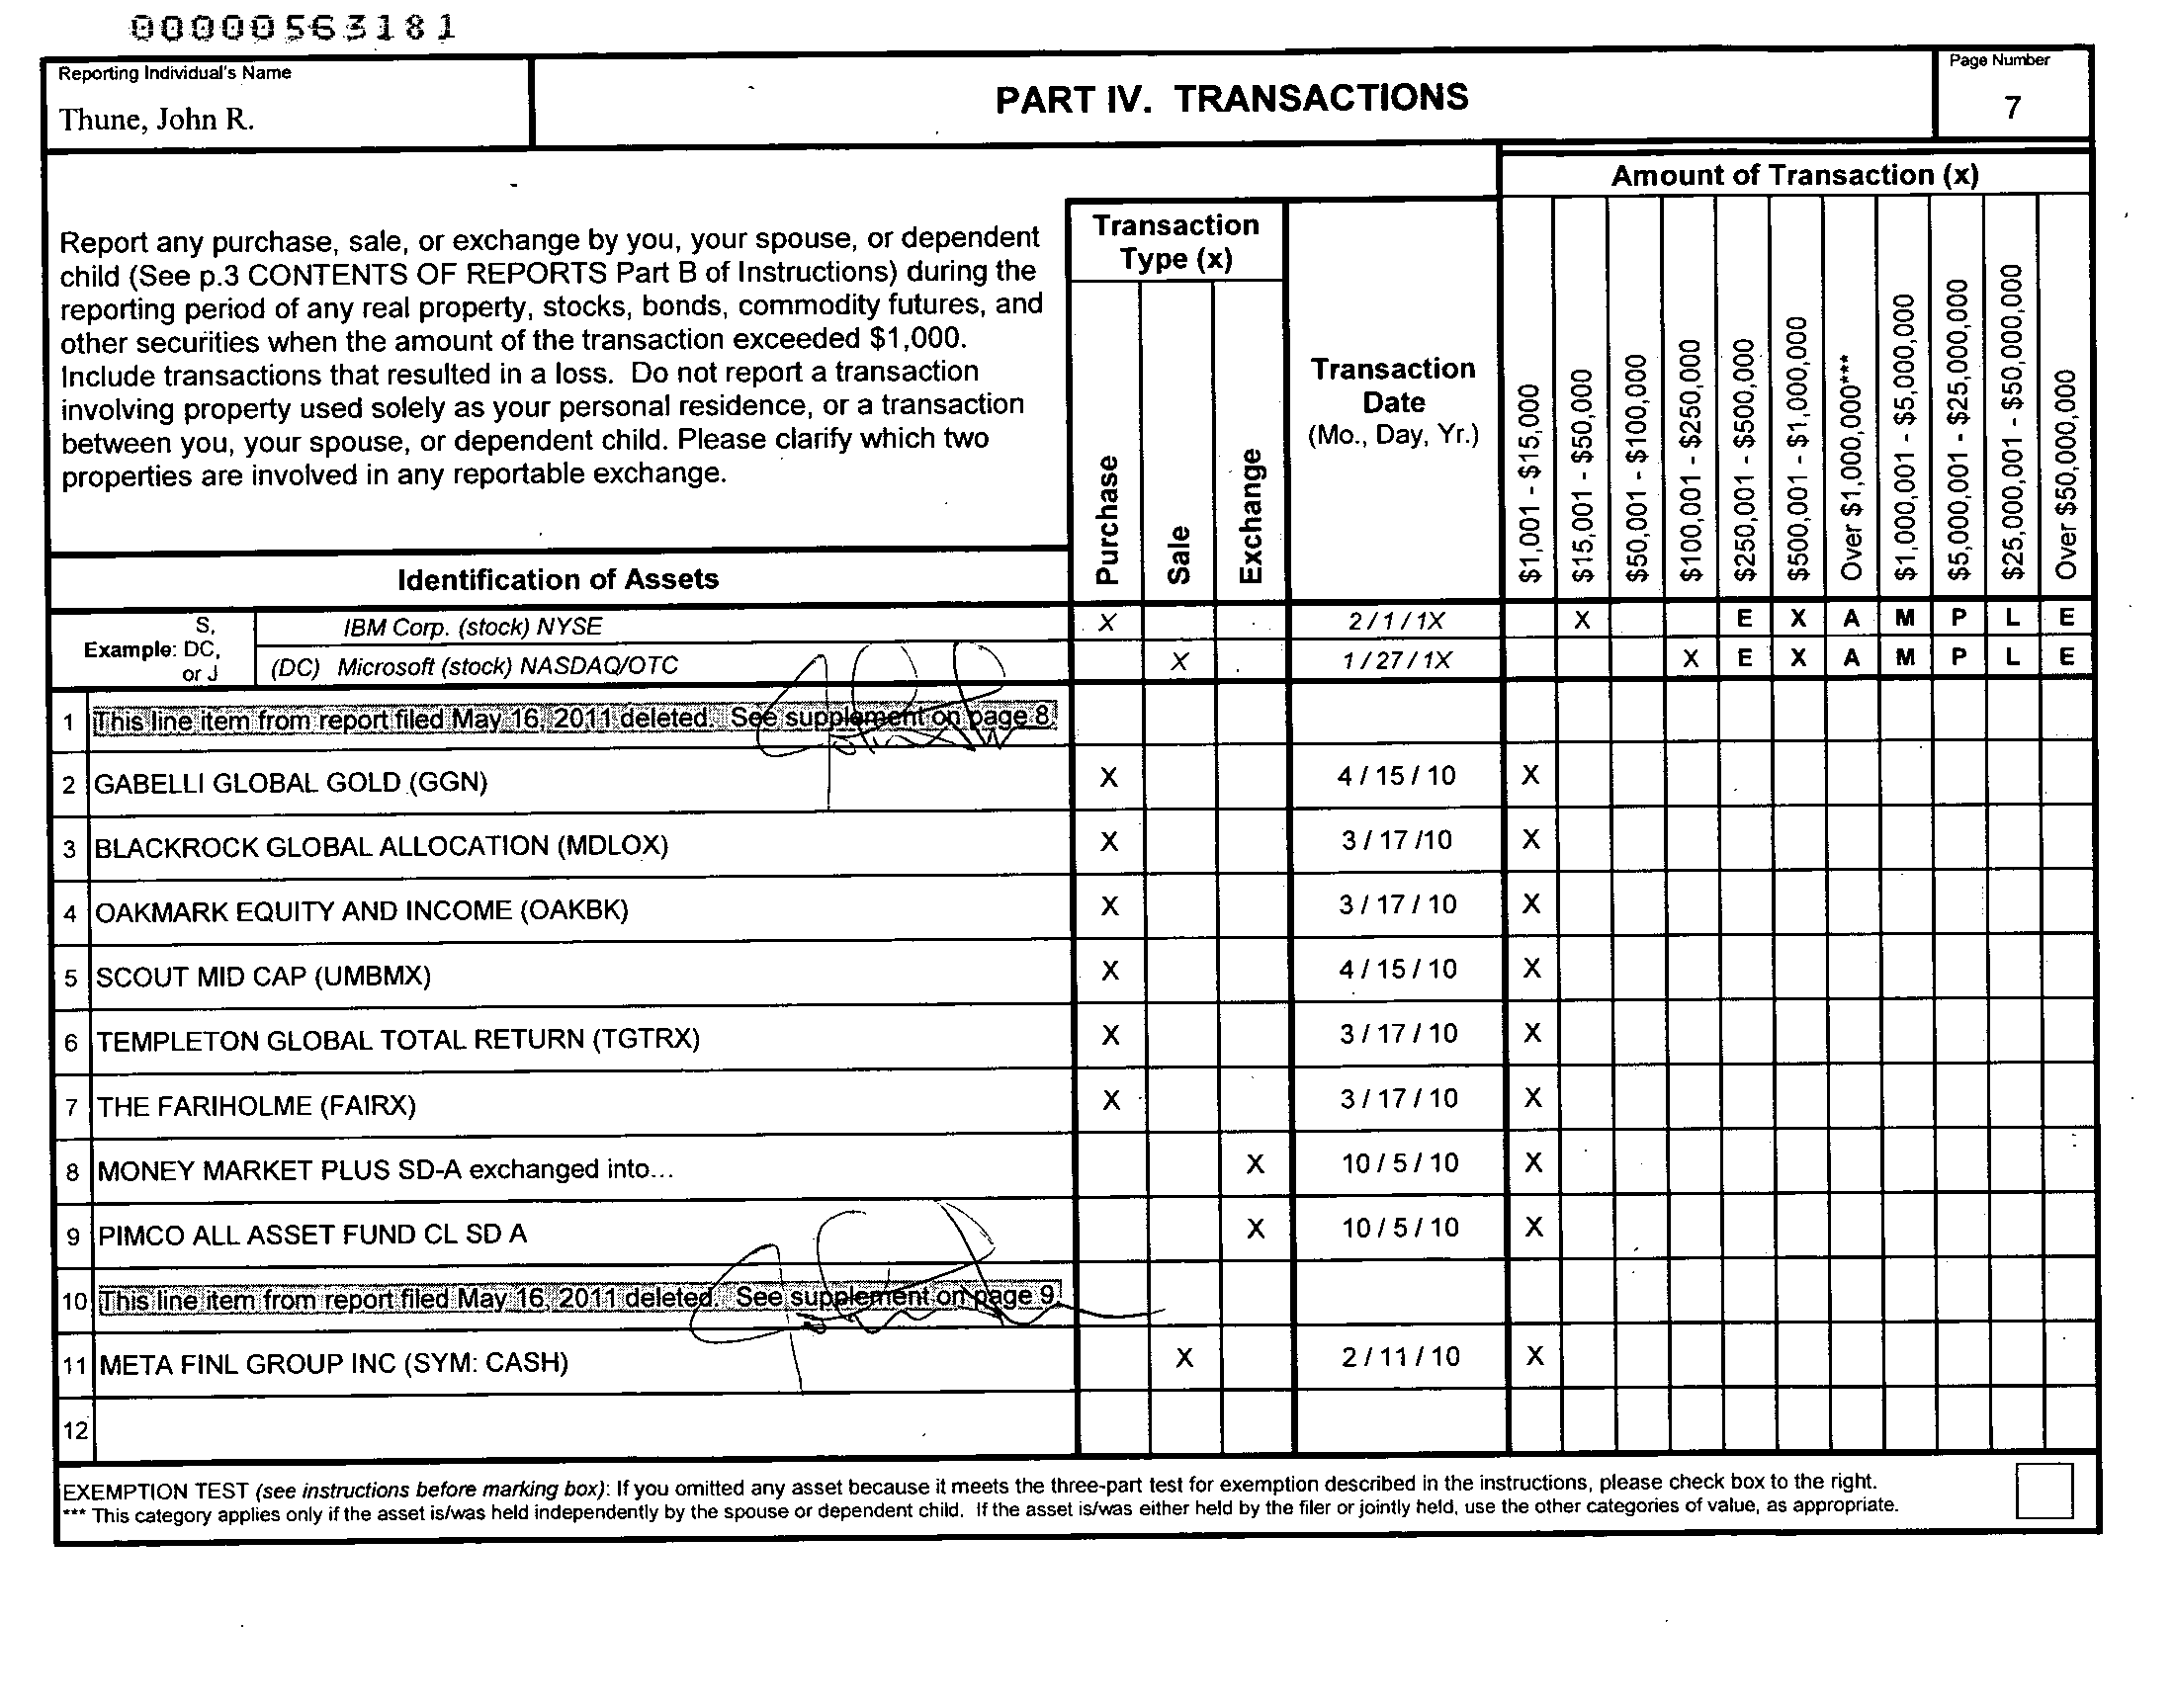 00000563181
Reporting Individual's Name
Thune, John R.
PART IV. TRANSACTIONS
Page Number
7
Report any purchase, sale, or exchange by you, your spouse, or dependent
child (See p.3 CONTENTS OF REPORTS Part B of Instructions) during the
reporting period of any real property, stocks, bonds, commodity futures, and
other securities when the amount of the transaction exceeded $1,000.
Include transactions that resulted in a loss. Do not report a transaction
involving property used solely as your personal residence, or a transaction
between you, your spouse, or dependent child. Please clarify which two
properties are involved in any reportable exchange.
Identification of Assets
Transaction
Type (x)
Purchase
Sale
Exchange
Transaction
Date
(Mo., Day, Yr.)
Amount of Transaction (x)
$1,001 - $15,000
$15,001 - $50,000
$50,001 - $100,000
$100,001 - $250,000
$250,001 - $500,000
$500,001 - $1,000,000
Over $1,000,000***
$1,000,001 - $5,000,000
$5,000,001 - $25,000,000
$25,000,001 - $50,000,000
Over $50,000,000
Example: S, DC, or J
IBM Corp. (stock) NYSE X 2/1/1X X E X A M P L E
(DC) Microsoft (stock) NASDAQ/OTC X 1/27/1X X E X A M P L E
1 This line item from report filed May 16, 2011 deleted. See supplement on page 8.
2 GABELLI GLOBAL GOLD (GGN) X 4/15/10 X
3 BLACKROCK GLOBAL ALLOCATION (MDLOX) X 3/17/10 X
4 OAKMARK EQUITY AND INCOME (OAKBK) X 3/17/10 X
5 SCOUT MID CAP (UMBMX) X 4/15/10 X
6 TEMPLETON GLOBAL TOTAL RETURN (TGTRX) X 3/17/10 X
7 THE FARIHOLME (FAIRX) X 3/17/10 X
8 MONEY MARKET PLUS SD-A exchanged into... X 10/5/10 X
9 PIMCO ALL ASSET FUND CL SD A X 10/5/10 X
10 This line item from report filed May 16, 2011 deleted. See supplement on page 9.
11 META FINL GROUP INC (SYM: CASH) X 2/11/10 X
12
EXEMPTION TEST (see instructions before marking box): If you omitted any asset because it meets the three-part test for exemption described in the instructions, please check box to the right.
*** This category applies only if the asset is/was held independently by the spouse or dependent child. If the asset is/was either held by the filer or jointly held, use the other categories of value, as appropriate.